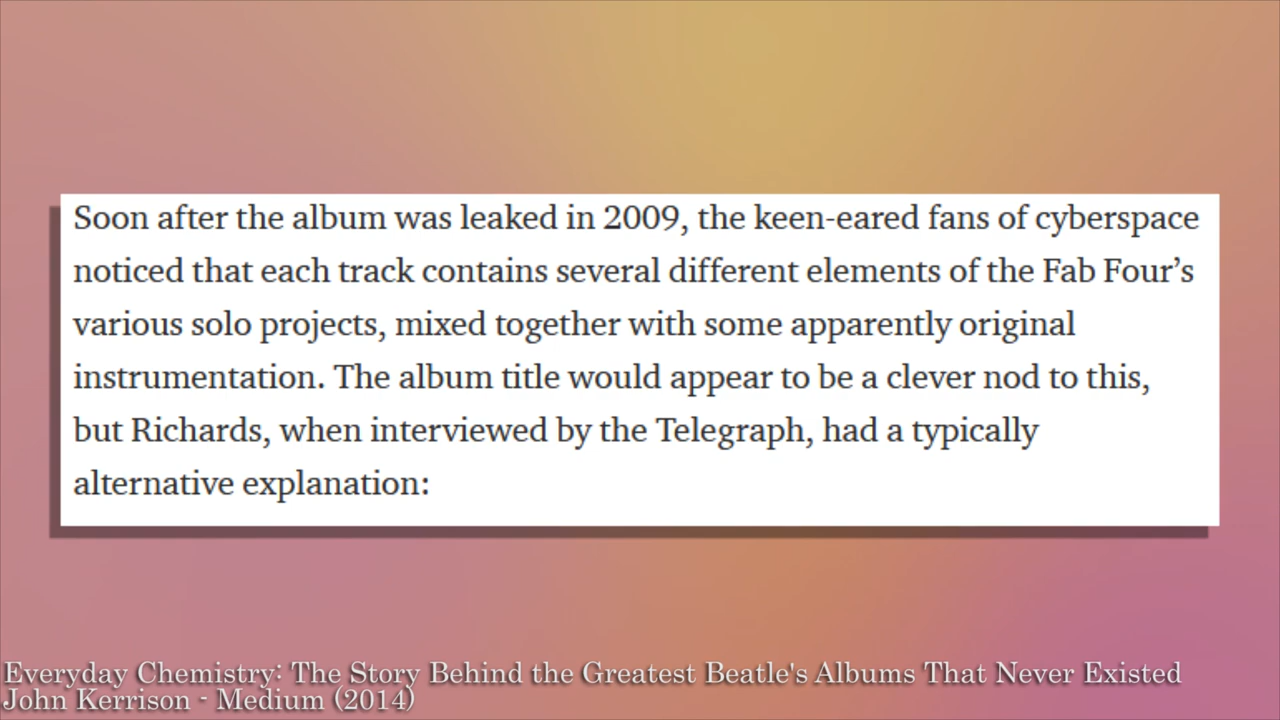 Soon after the album was leaked in 2009, the keen-eared fans of cyberspace
noticed that each track contains several different elements of the Fab Four’s
various solo projects, mixed together with some apparently original
instrumentation. The album title would appear to be a clever nod to this,
but Richards, when interviewed by the Telegraph, had a typically
alternative explanation:
Everyday Chemistry: The Story Behind the Greatest Beatle's Albums That Never Existed
John Kerrison - Medium (2014)